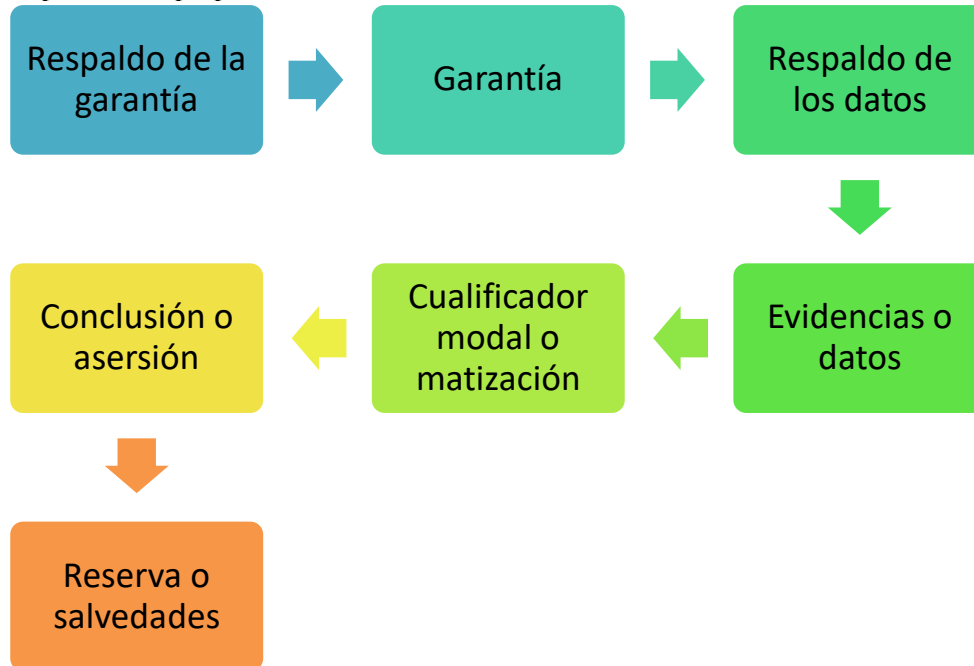 Respaldo de la
garantía
Garantía
Respaldo de
los datos
Evidencias o
datos
Cualificador
modal o
matización
Conclusión o
asersión
Reserva o
salvedades